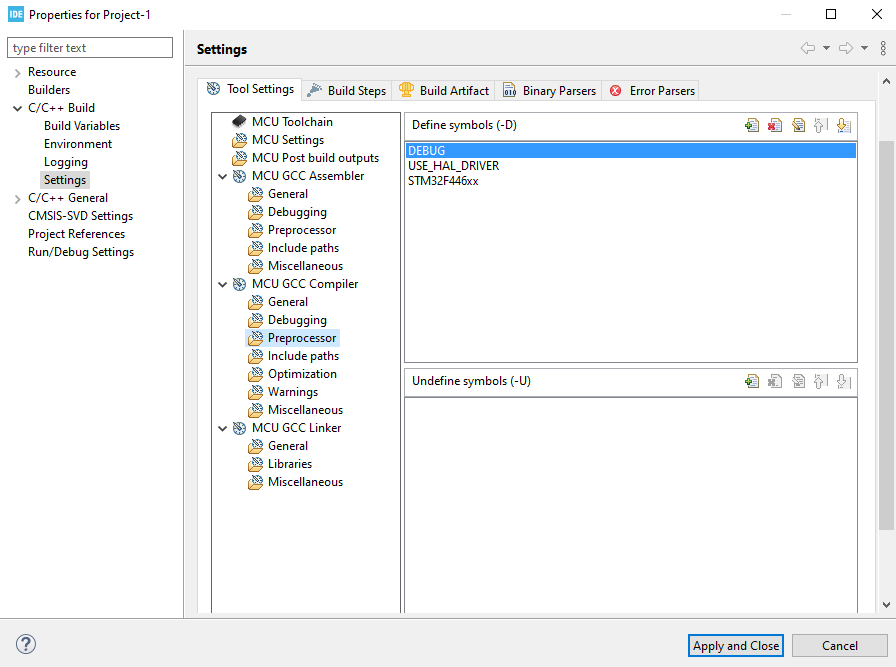 IDE Properties for Project-1
type filter text
Resource
Builders
C/C++ Build
Build Variables
Environment
Logging
Settings
C/C++ General
CMSIS-SVD Settings
Project References
Run/Debug Settings
Settings
Tool Settings
Build Steps
Build Artifact
010 Binary Parsers
Error Parsers
MCU Toolchain
MCU Settings
MCU Post build outputs
MCU GCC Assembler
General
Debugging
Preprocessor
Include paths
Miscellaneous
MCU GCC Compiler
General
Debugging
Preprocessor
Include paths
Optimization
Warnings
Miscellaneous
MCU GCC Linker
General
Libraries
Miscellaneous
Define symbols (-D)
DEBUG
USE_HAL_DRIVER
STM32F446xx
Undefine symbols (-U)
?
Apply and Close
Cancel